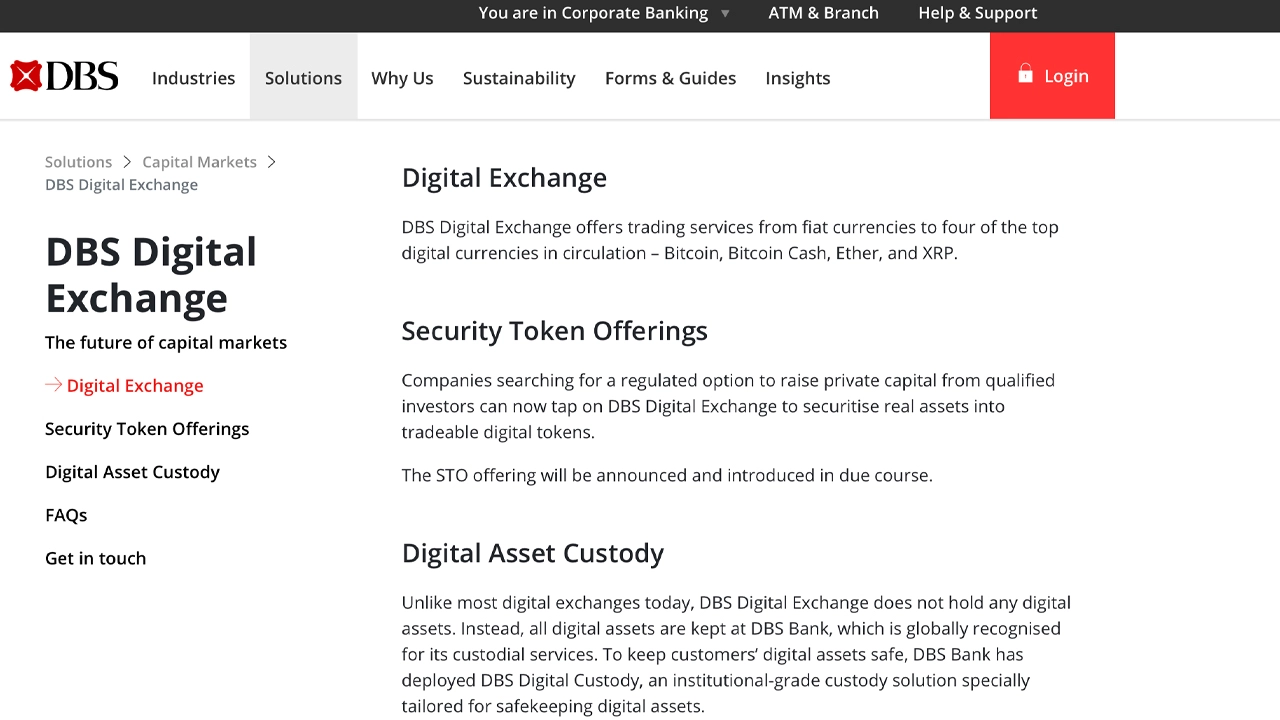 You are in Corporate Banking ▼ ATM & Branch Help & Support
DBS Industries Solutions Why Us Sustainability Forms & Guides Insights Login
Solutions > Capital Markets >
DBS Digital Exchange
DBS Digital
Exchange
The future of capital markets
→ Digital Exchange
Security Token Offerings
Digital Asset Custody
FAQs
Get in touch
Digital Exchange
DBS Digital Exchange offers trading services from fiat currencies to four of the top
digital currencies in circulation – Bitcoin, Bitcoin Cash, Ether, and XRP.
Security Token Offerings
Companies searching for a regulated option to raise private capital from qualified
investors can now tap on DBS Digital Exchange to securitise real assets into
tradeable digital tokens.
The STO offering will be announced and introduced in due course.
Digital Asset Custody
Unlike most digital exchanges today, DBS Digital Exchange does not hold any digital
assets. Instead, all digital assets are kept at DBS Bank, which is globally recognised
for its custodial services. To keep customers‘ digital assets safe, DBS Bank has
deployed DBS Digital Custody, an institutional-grade custody solution specially
tailored for safekeeping digital assets.